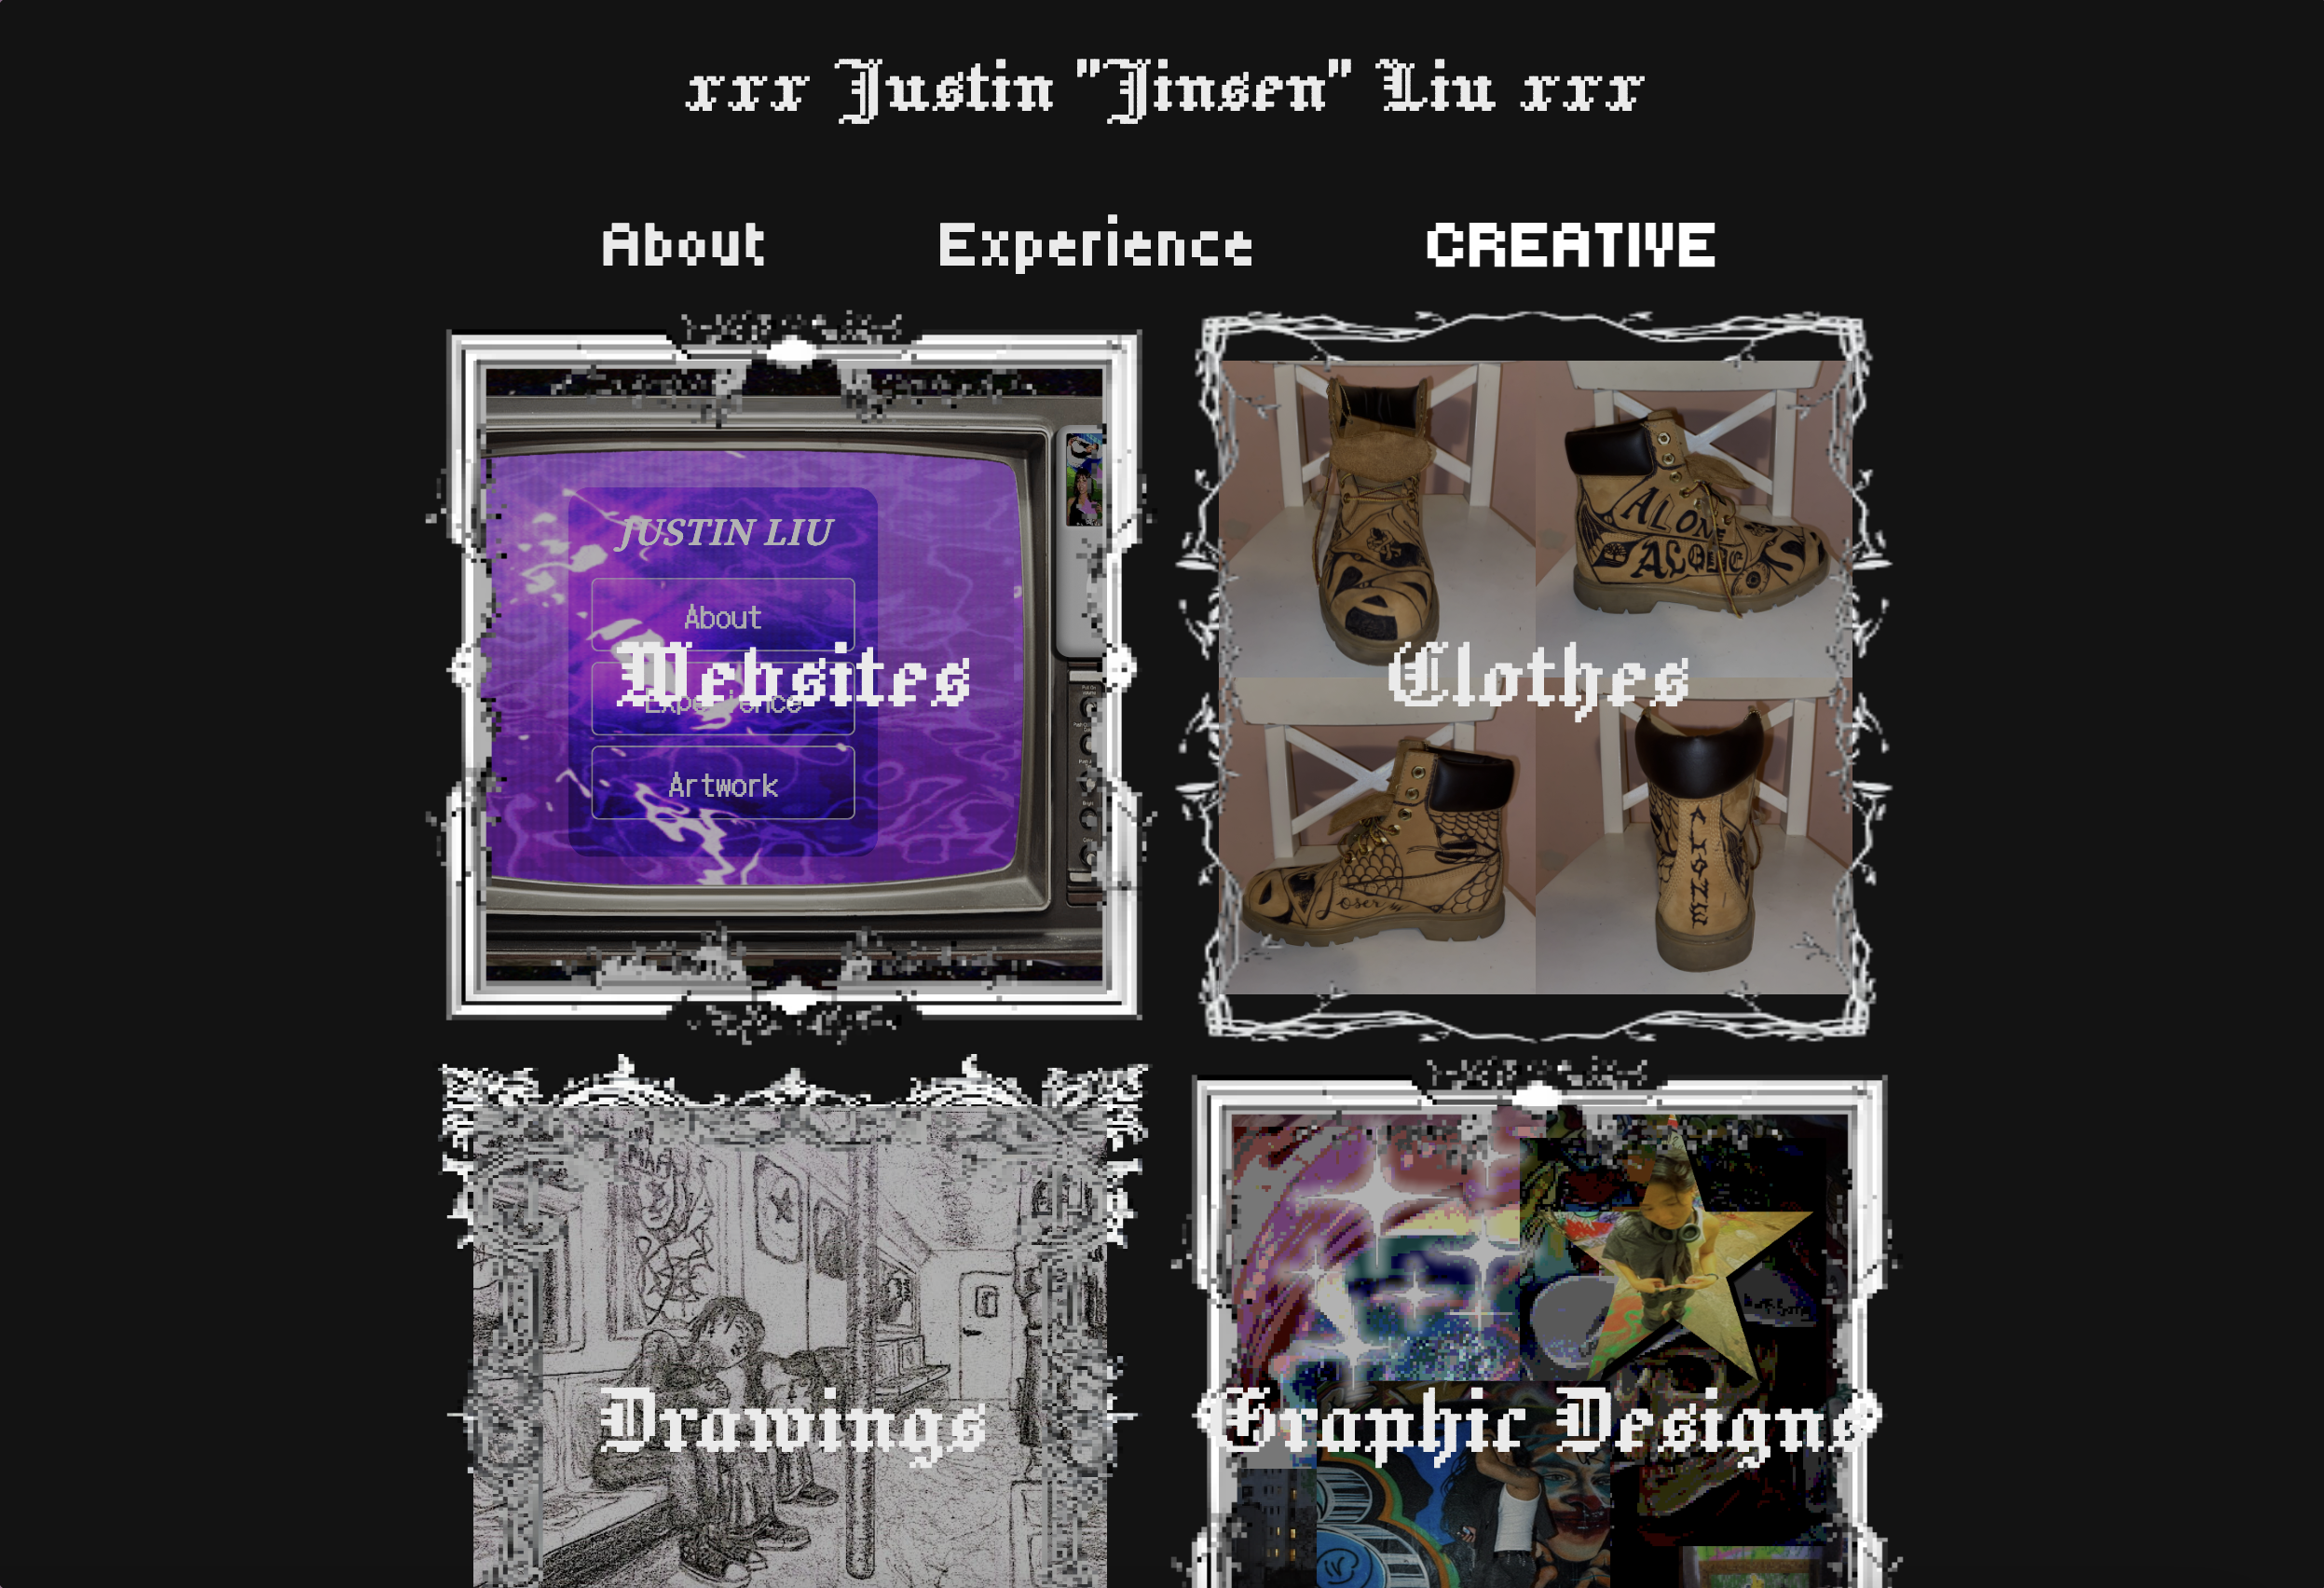 xxx Justin "Jinsen" Liu xxx
About Experience CREATIVE
JUSTIN LIU
About
Experience
Artwork
Websites
ALONE
ALONE
Clothes
Loser
ALONE
Drawings
Graphic Designs